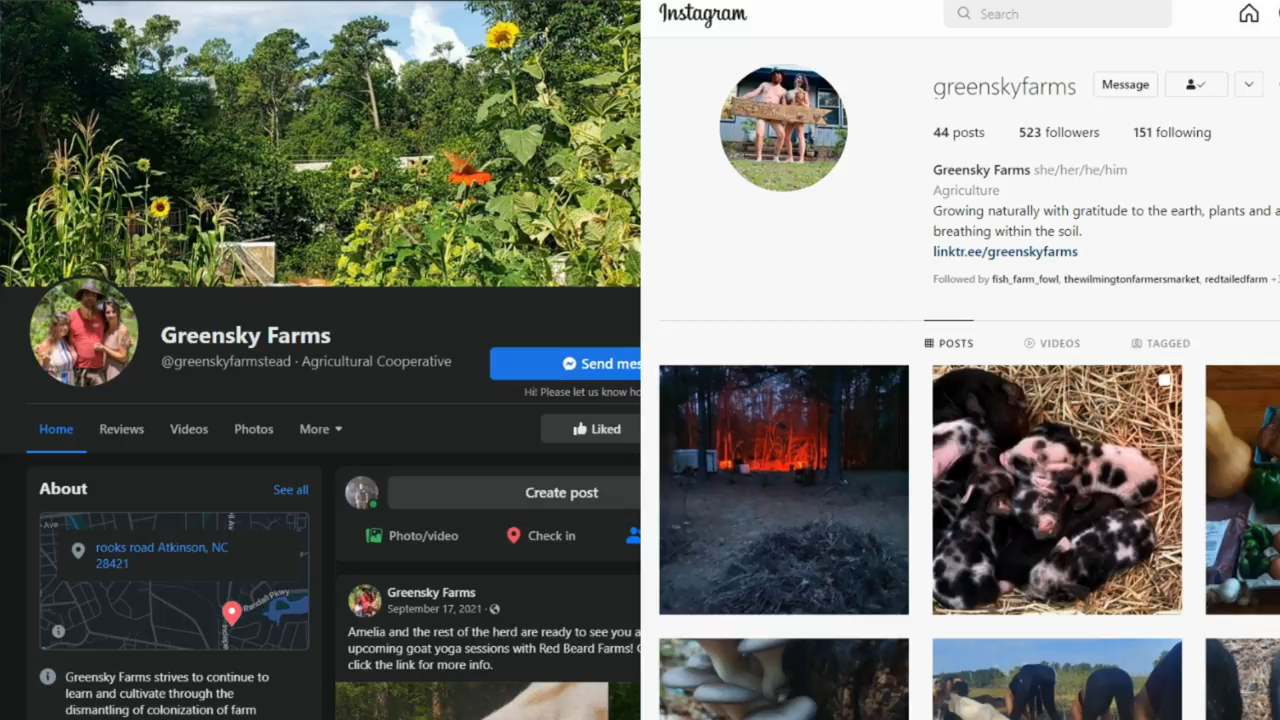 Greensky Farms
@greenskyfarmstead · Agricultural Cooperative
Send mes
Hi! Please let us know
Home
Reviews
Videos
Photos
More
Liked
About
See all
Ave
rooks road Atkinson, NC
28421
Randall Pkwy
Greensky Farms strives to continue to
learn and cultivate through the
dismantling of colonization of farm
Create post
Photo/video
Check in
Greensky Farms
September 17, 2021 ·
Amelia and the rest of the herd are ready to see you a
upcoming goat yoga sessions with Red Beard Farms!
click the link for more info.
Instagram
Search
greenskyfarms
Message
44 posts
523 followers
151 following
Greensky Farms she/her/he/him
Agriculture
Growing naturally with gratitude to the earth, plants and a
breathing within the soil.
linktr.ee/greenskyfarms
Followed by fish_farm_fowl, thewilmingtonfarmersmarket, redtailedfarm
POSTS
VIDEOS
TAGGED